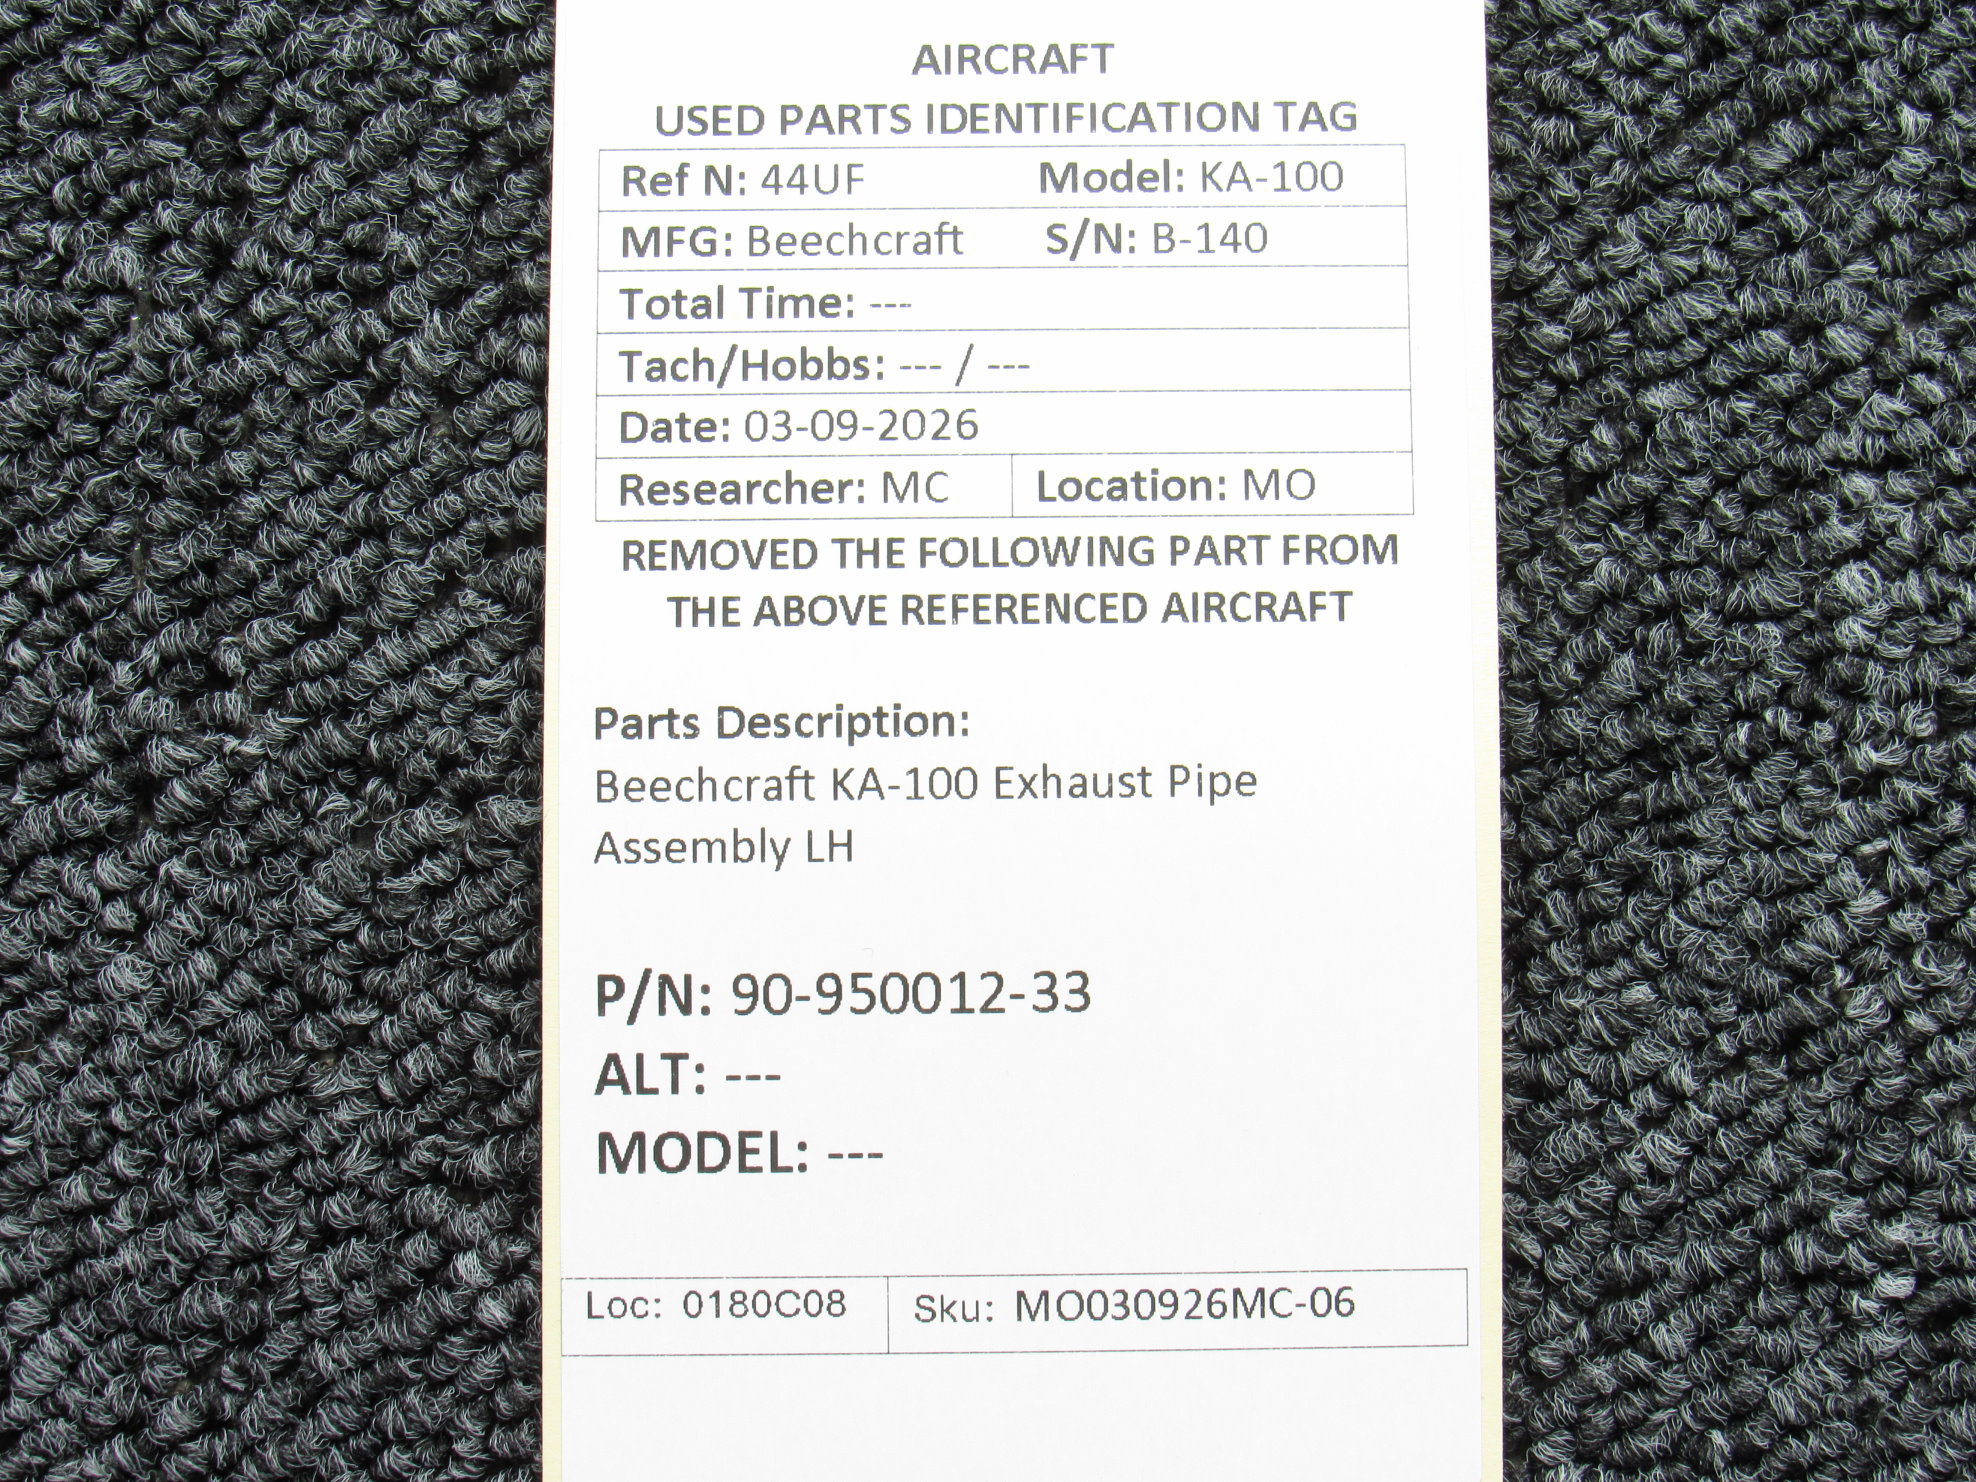 AIRCRAFT
USED PARTS IDENTIFICATION TAG
Ref N: 44UF Model: KA-100
MFG: Beechcraft S/N: B-140
Total Time: ---
Tach/Hobbs: --- / ---
Date: 03-09-2026
Researcher: MC Location: MO
REMOVED THE FOLLOWING PART FROM
THE ABOVE REFERENCED AIRCRAFT
Parts Description:
Beechcraft KA-100 Exhaust Pipe
Assembly LH
P/N: 90-950012-33
ALT: ---
MODEL: ---
Loc: 0180C08 Sku: MO030926MC-06